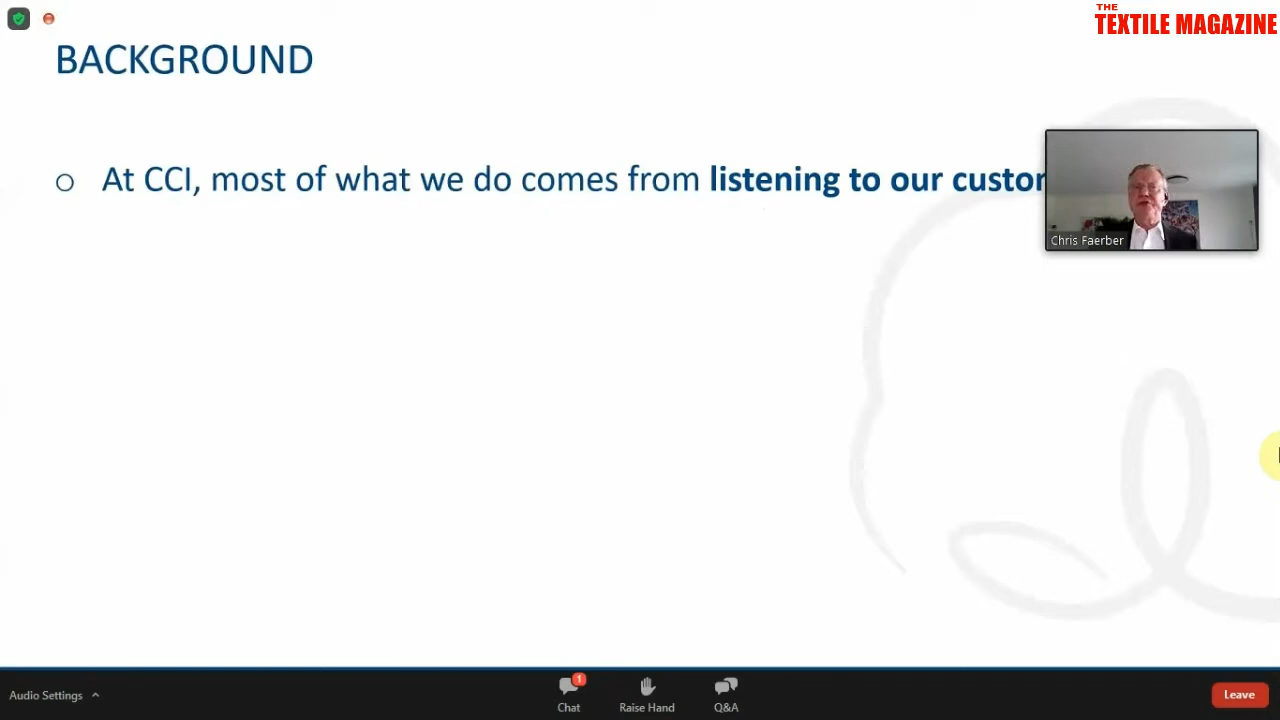 THE
TEXTILE MAGAZINE
BACKGROUND
o At CCI, most of what we do comes from listening to our custor
Chris Faerber
Audio Settings
1
Chat
Raise Hand
Q&A
Leave